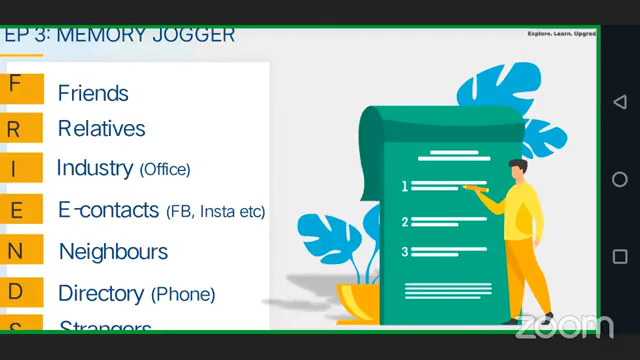 EP 3: MEMORY JOGGER
Explore. Learn. Upgrad
F Friends
R Relatives
I Industry (Office)
E E-contacts (FB, Insta etc)
N Neighbours
D Directory (Phone)
S Strangers
1
2
3
zoom